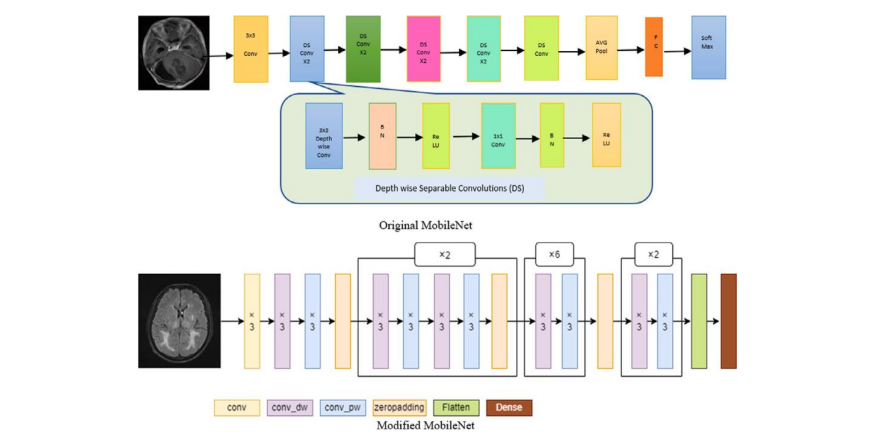 3x3
Conv
DS
Conv
X2
DS
Conv
X2
DS
Conv
X2
DS
Conv
X2
DS
Conv
AVG
Pool
F
C
Soft
Max
3x3
Depth
wise
Conv
B
N
Re
LU
1x1
Conv
B
N
Re
LU
Depth wise Separable Convolutions (DS)
Original MobileNet
×2
×6
×2
×
3
×
3
×
3
×
3
×
3
×
3
×
3
×
3
×
3
×
3
×
3
conv
conv_dw
conv_pw
zeropadding
Flatten
Dense
Modified MobileNet